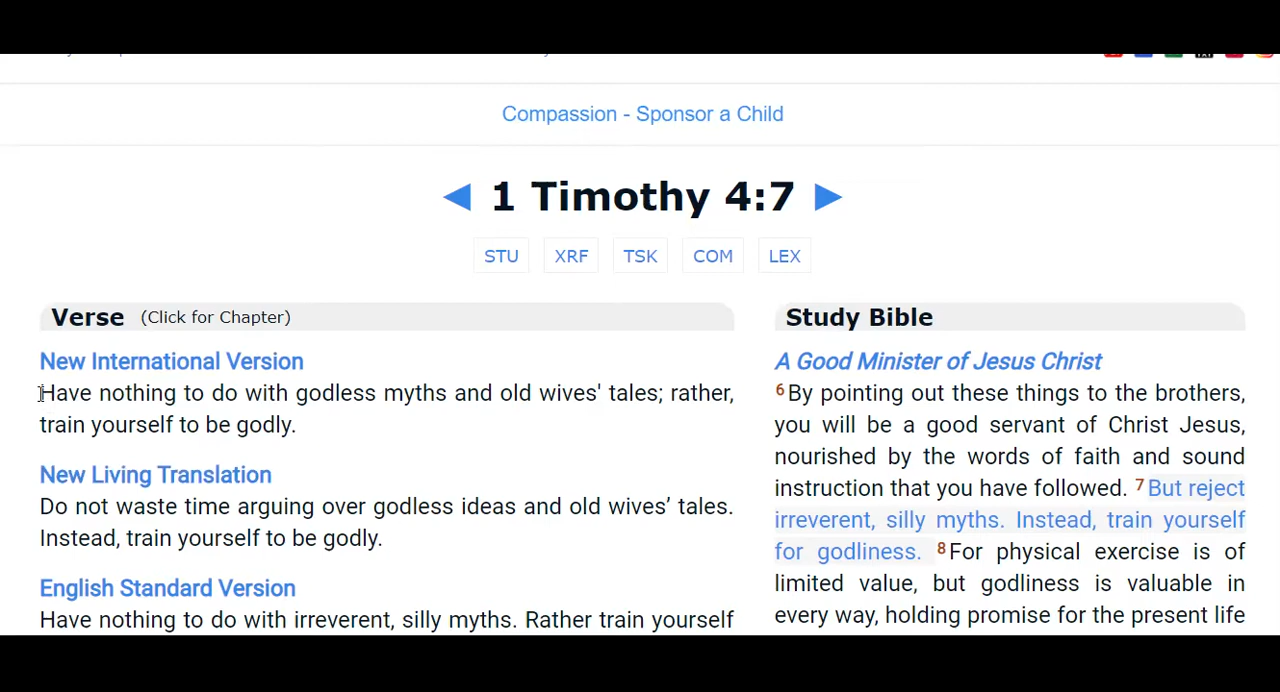 Compassion - Sponsor a Child
◄ 1 Timothy 4:7 ►
STU XRF TSK COM LEX
Verse (Click for Chapter)
New International Version
Have nothing to do with godless myths and old wives' tales; rather,
train yourself to be godly.
New Living Translation
Do not waste time arguing over godless ideas and old wives’ tales.
Instead, train yourself to be godly.
English Standard Version
Have nothing to do with irreverent, silly myths. Rather train yourself
Study Bible
A Good Minister of Jesus Christ
6By pointing out these things to the brothers,
you will be a good servant of Christ Jesus,
nourished by the words of faith and sound
instruction that you have followed. 7But reject
irreverent, silly myths. Instead, train yourself
for godliness. 8For physical exercise is of
limited value, but godliness is valuable in
every way, holding promise for the present life